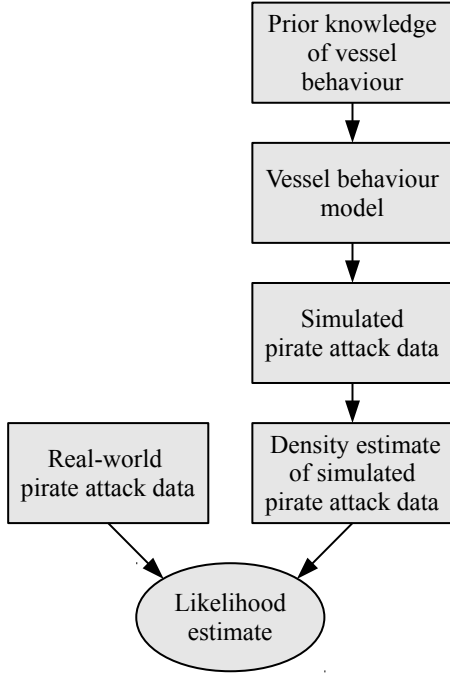 Prior knowledge
of vessel
behaviour
Vessel behaviour
model
Simulated
pirate attack data
Real-world
pirate attack data
Density estimate
of simulated
pirate attack data
Likelihood
estimate